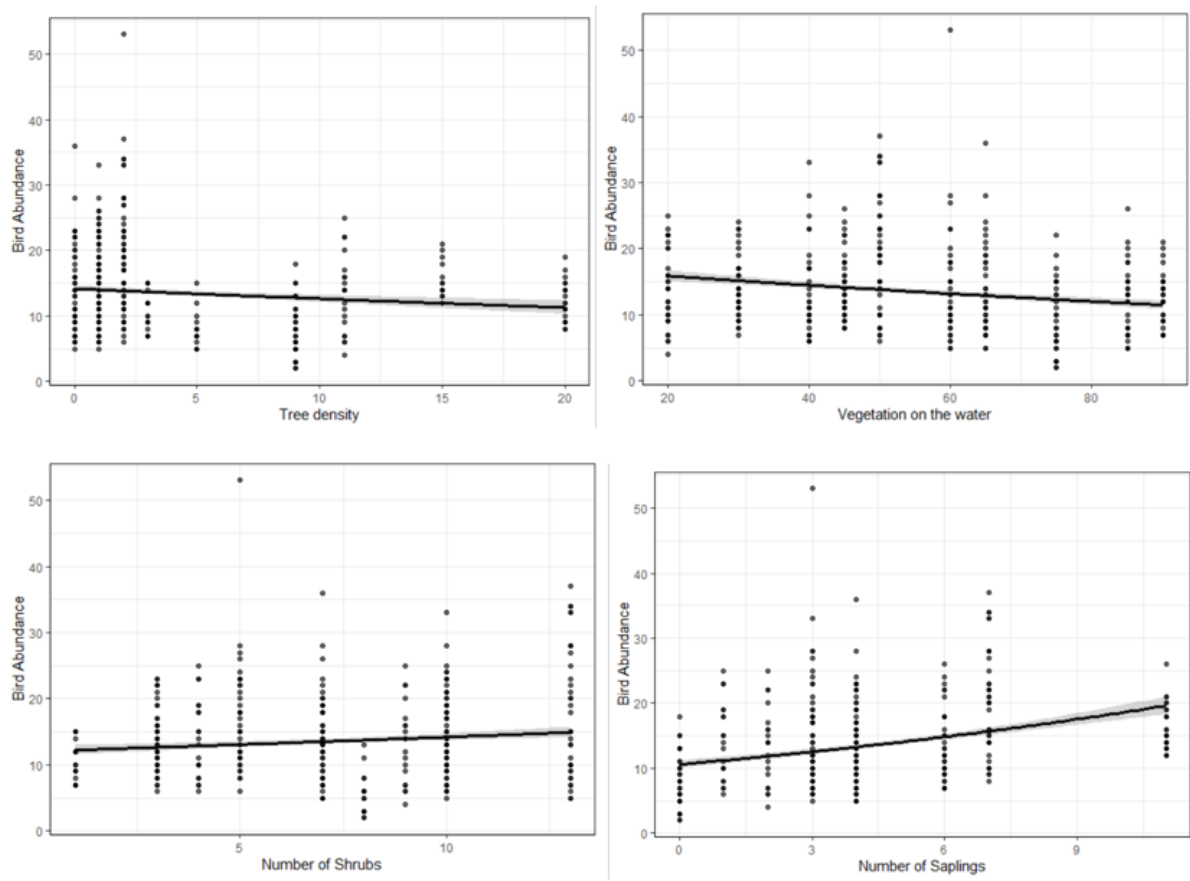 50
40
30
20
10
0
Bird Abundance
0 5 10 15 20
Tree density
50
40
30
20
10
0
Bird Abundance
20 40 60 80
Vegetation on the water
50
40
30
20
10
0
Bird Abundance
5 10
Number of Shrubs
50
40
30
20
10
0
Bird Abundance
0 3 6 9
Number of Saplings